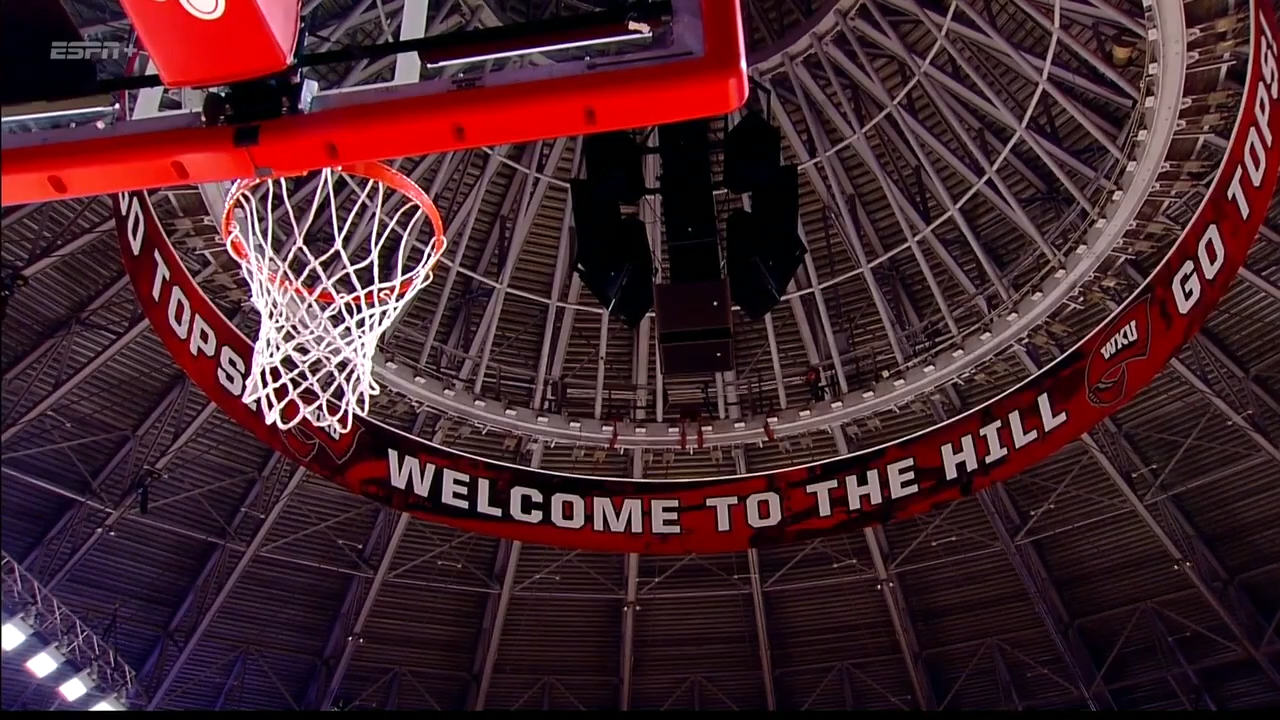 ESPN+
GO TOPS!
WELCOME TO THE HILL
WKU
GO TOPS!